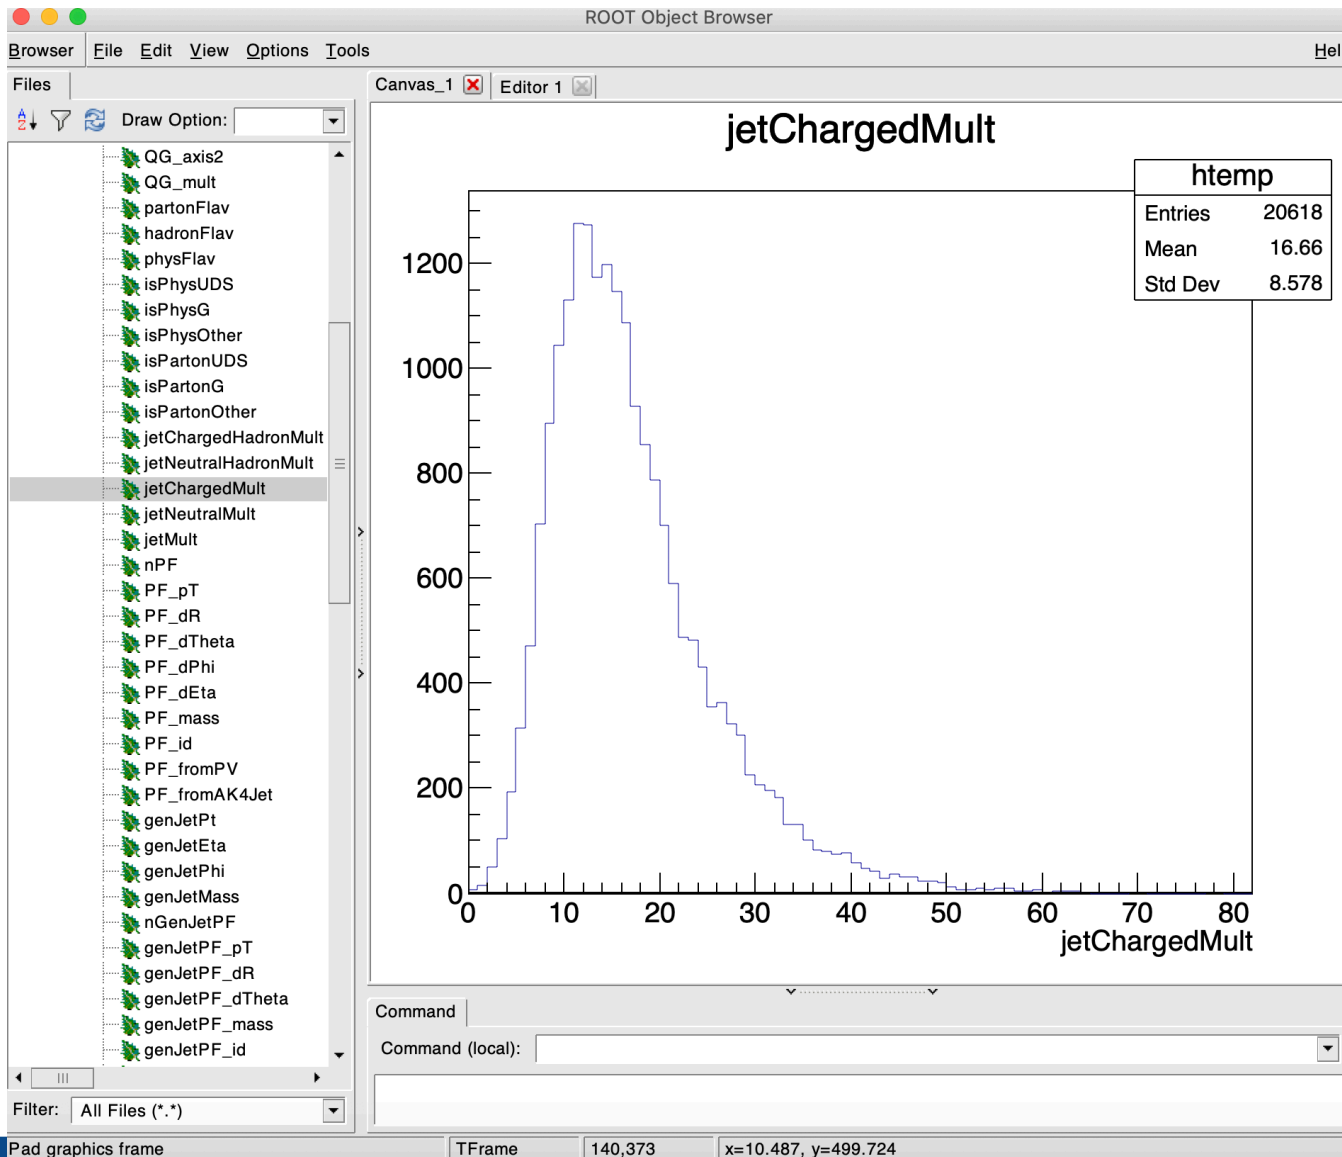 ROOT Object Browser
Browser File Edit View Options Tools Hel
Files
Draw Option:
QG_axis2
QG_mult
partonFlav
hadronFlav
physFlav
isPhysUDS
isPhysG
isPhysOther
isPartonUDS
isPartonG
isPartonOther
jetChargedHadronMult
jetNeutralHadronMult
jetChargedMult
jetNeutralMult
jetMult
nPF
PF_pT
PF_dR
PF_dTheta
PF_dPhi
PF_dEta
PF_mass
PF_id
PF_fromPV
PF_fromAK4Jet
genJetPt
genJetEta
genJetPhi
genJetMass
nGenJetPF
genJetPF_pT
genJetPF_dR
genJetPF_dTheta
genJetPF_mass
genJetPF_id
Filter: All Files (*.*)
Canvas_1 Editor 1
jetChargedMult
htemp
Entries 20618
Mean 16.66
Std Dev 8.578
1200
1000
800
600
400
200
0
0 10 20 30 40 50 60 70 80
jetChargedMult
Command
Command (local):
Pad graphics frame TFrame 140,373 x=10.487, y=499.724